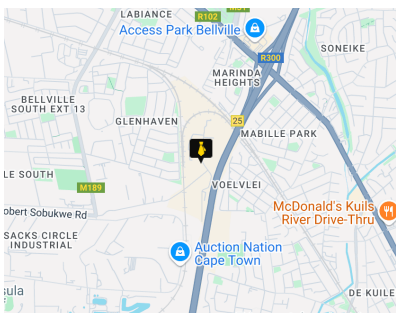 LABIANCE
R102
Access Park Bellville
R300
SONEIKE
MARINDA
HEIGHTS
BELLVILLE
SOUTH EXT 13
GLENHAVEN
25
MABILLE PARK
LE SOUTH
M189
VOELVLEI
obert Sobukwe Rd
McDonald's Kuils
River Drive-Thru
SACKS CIRCLE
INDUSTRIAL
Auction Nation
Cape Town
sula
DE KUILE